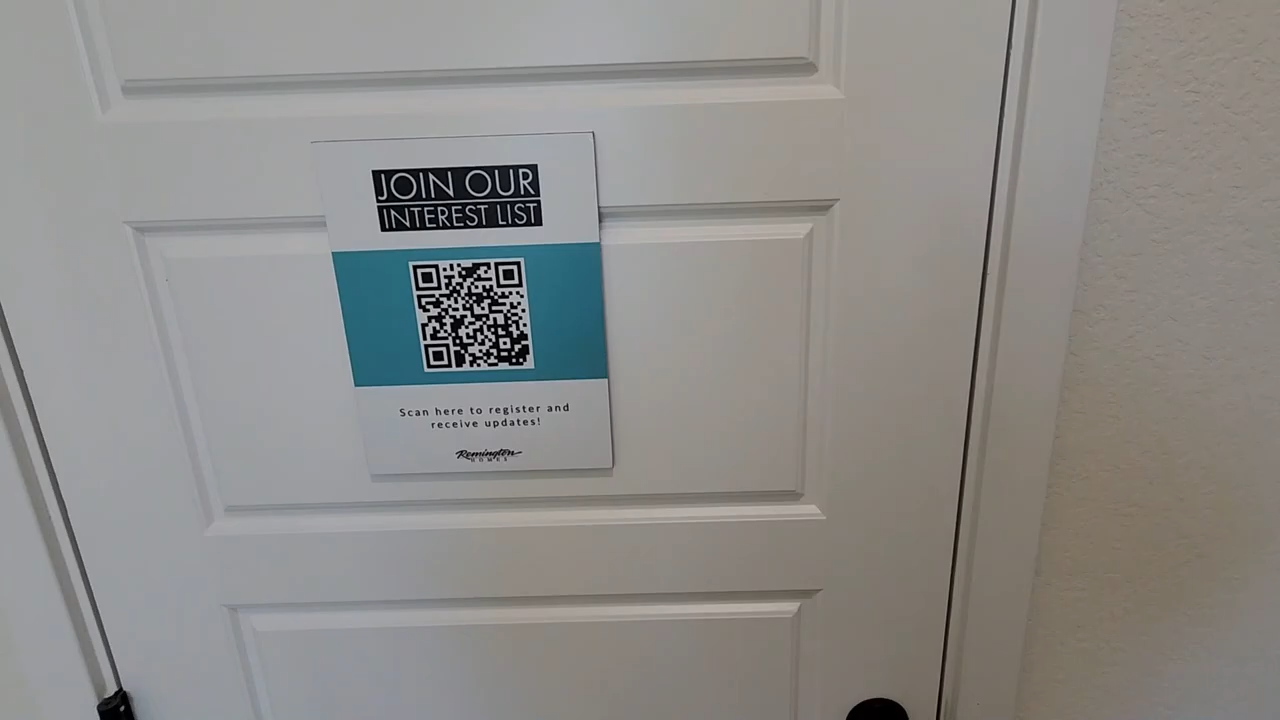 JOIN OUR
INTEREST LIST
Scan here to register and
receive updates!
Remington
HOMES